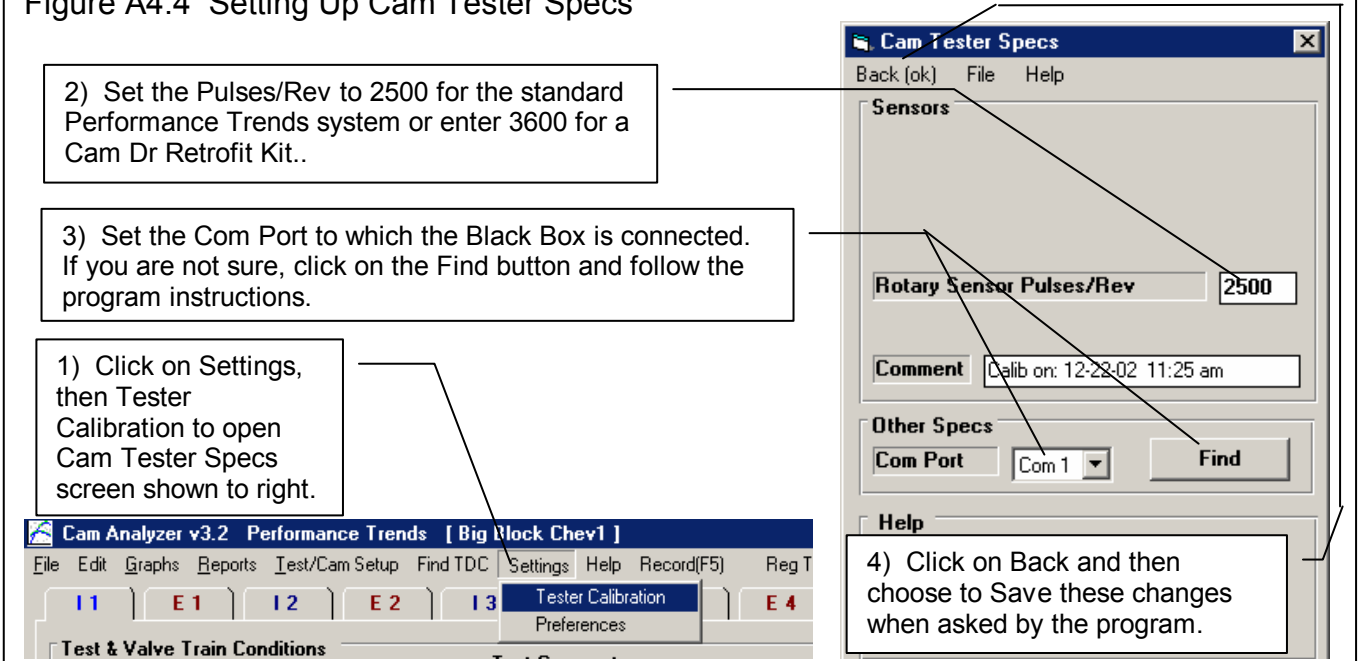 Figure A4.4 Setting Up Cam Tester Specs
2) Set the Pulses/Rev to 2500 for the standard
Performance Trends system or enter 3600 for a
Cam Dr Retrofit Kit..
3) Set the Com Port to which the Black Box is connected.
If you are not sure, click on the Find button and follow the
program instructions.
1) Click on Settings,
then Tester
Calibration to open
Cam Tester Specs
screen shown to right.
Cam Tester Specs
Back (ok) File Help
Sensors
Rotary Sensor Pulses/Rev 2500
Comment Calib on: 12-22-02 11:25 am
Other Specs
Com Port Com 1 Find
Help
4) Click on Back and then
choose to Save these changes
when asked by the program.
Cam Analyzer v3.2 Performance Trends [ Big Block Chev1 ]
File Edit Graphs Reports Test/Cam Setup Find TDC Settings Help Record(F5) Reg T
I 1 E 1 I 2 E 2 I 3 E 4
Tester Calibration
Preferences
Test & Valve Train Conditions